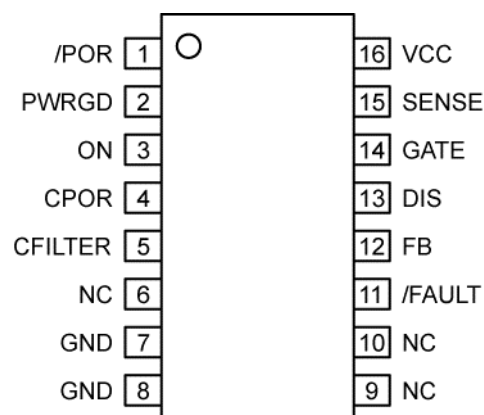 /POR 1 16 VCC
PWRGD 2 15 SENSE
ON 3 14 GATE
CPOR 4 13 DIS
CFILTER 5 12 FB
NC 6 11 /FAULT
GND 7 10 NC
GND 8 9 NC